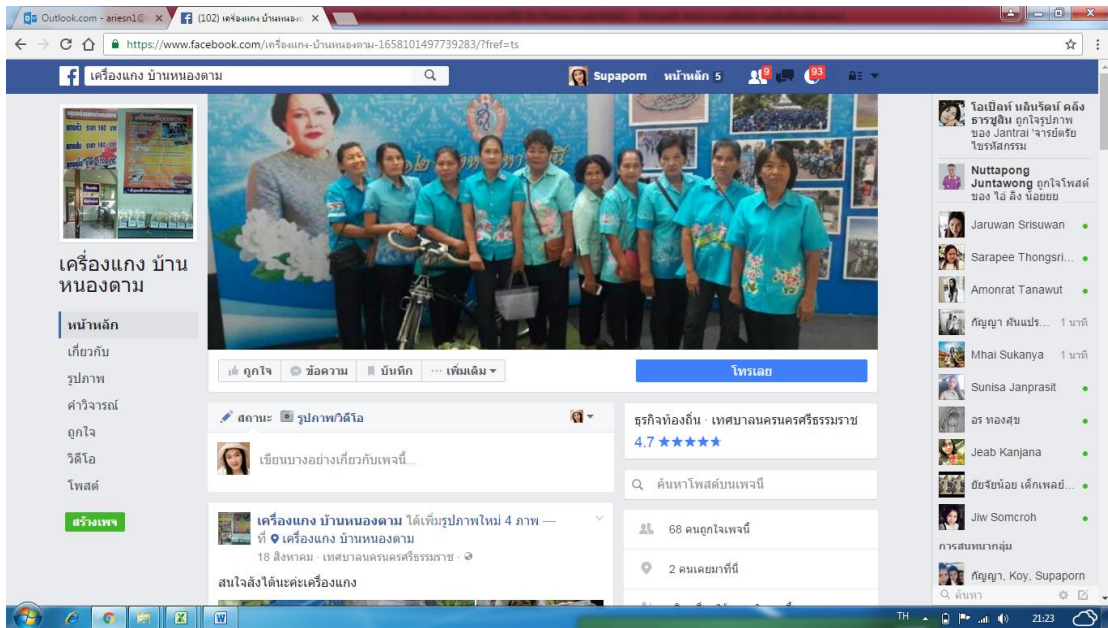 Outlook.com - ariesn1@
(102) เครื่องแกง บ้านหนองตา
https://www.facebook.com/เครื่องแกง-บ้านหนองตาม-1658101497739283/?fref=ts
เครื่องแกง บ้านหนองตาม
Supaporn หน้าหลัก 5
9
93
เครื่องแกง บ้าน
หนองตาม
หน้าหลัก
เกี่ยวกับ
รูปภาพ
คำวิจารณ์
ถูกใจ
วิดีโอ
โพสต์
สร้างเพจ
ถูกใจ ข้อความ บันทึก ··· เพิ่มเติม
โทรเลย
สถานะ รูปภาพ/วิดีโอ
เขียนบางอย่างเกี่ยวกับเพจนี้...
เครื่องแกง บ้านหนองตาม ได้เพิ่มรูปภาพใหม่ 4 ภาพ —
ที่ เครื่องแกง บ้านหนองตาม
18 สิงหาคม · เทศบาลนครนครศรีธรรมราช ·
สนใจสั่งได้นะค่ะเครื่องแกง
ธุรกิจท้องถิ่น · เทศบาลนครนครศรีธรรมราช
4.7 ★★★★★
ค้นหาโพสต์บนเพจนี้
68 คนถูกใจเพจนี้
2 คนเคยมาที่นี่
โอเปิ้ลท์ นลินรัตน์ คลัง
ธารชูสิน ถูกใจรูปภาพ
ของ Jantrai 'จารย์ตรัย
ไขรหัสกรรม
Nuttapong
Juntawong ถูกใจโพสต์
ของ ไอ่ ลิง น้อยยย
Jaruwan Srisuwan
Sarapee Thongsri...
Amonrat Tanawut
กัญญา ผันแปร... 1 นาที
Mhai Sukanya 1 นาที
Sunisa Janprasit
อร ทองสุข
Jeab Kanjana
ยัยจัยน้อย เด็กเพลย์...
Jiw Somcroh
การสนทนากลุ่ม
กัญญา, Koy, Supaporn
ค้นหา
TH
21:23